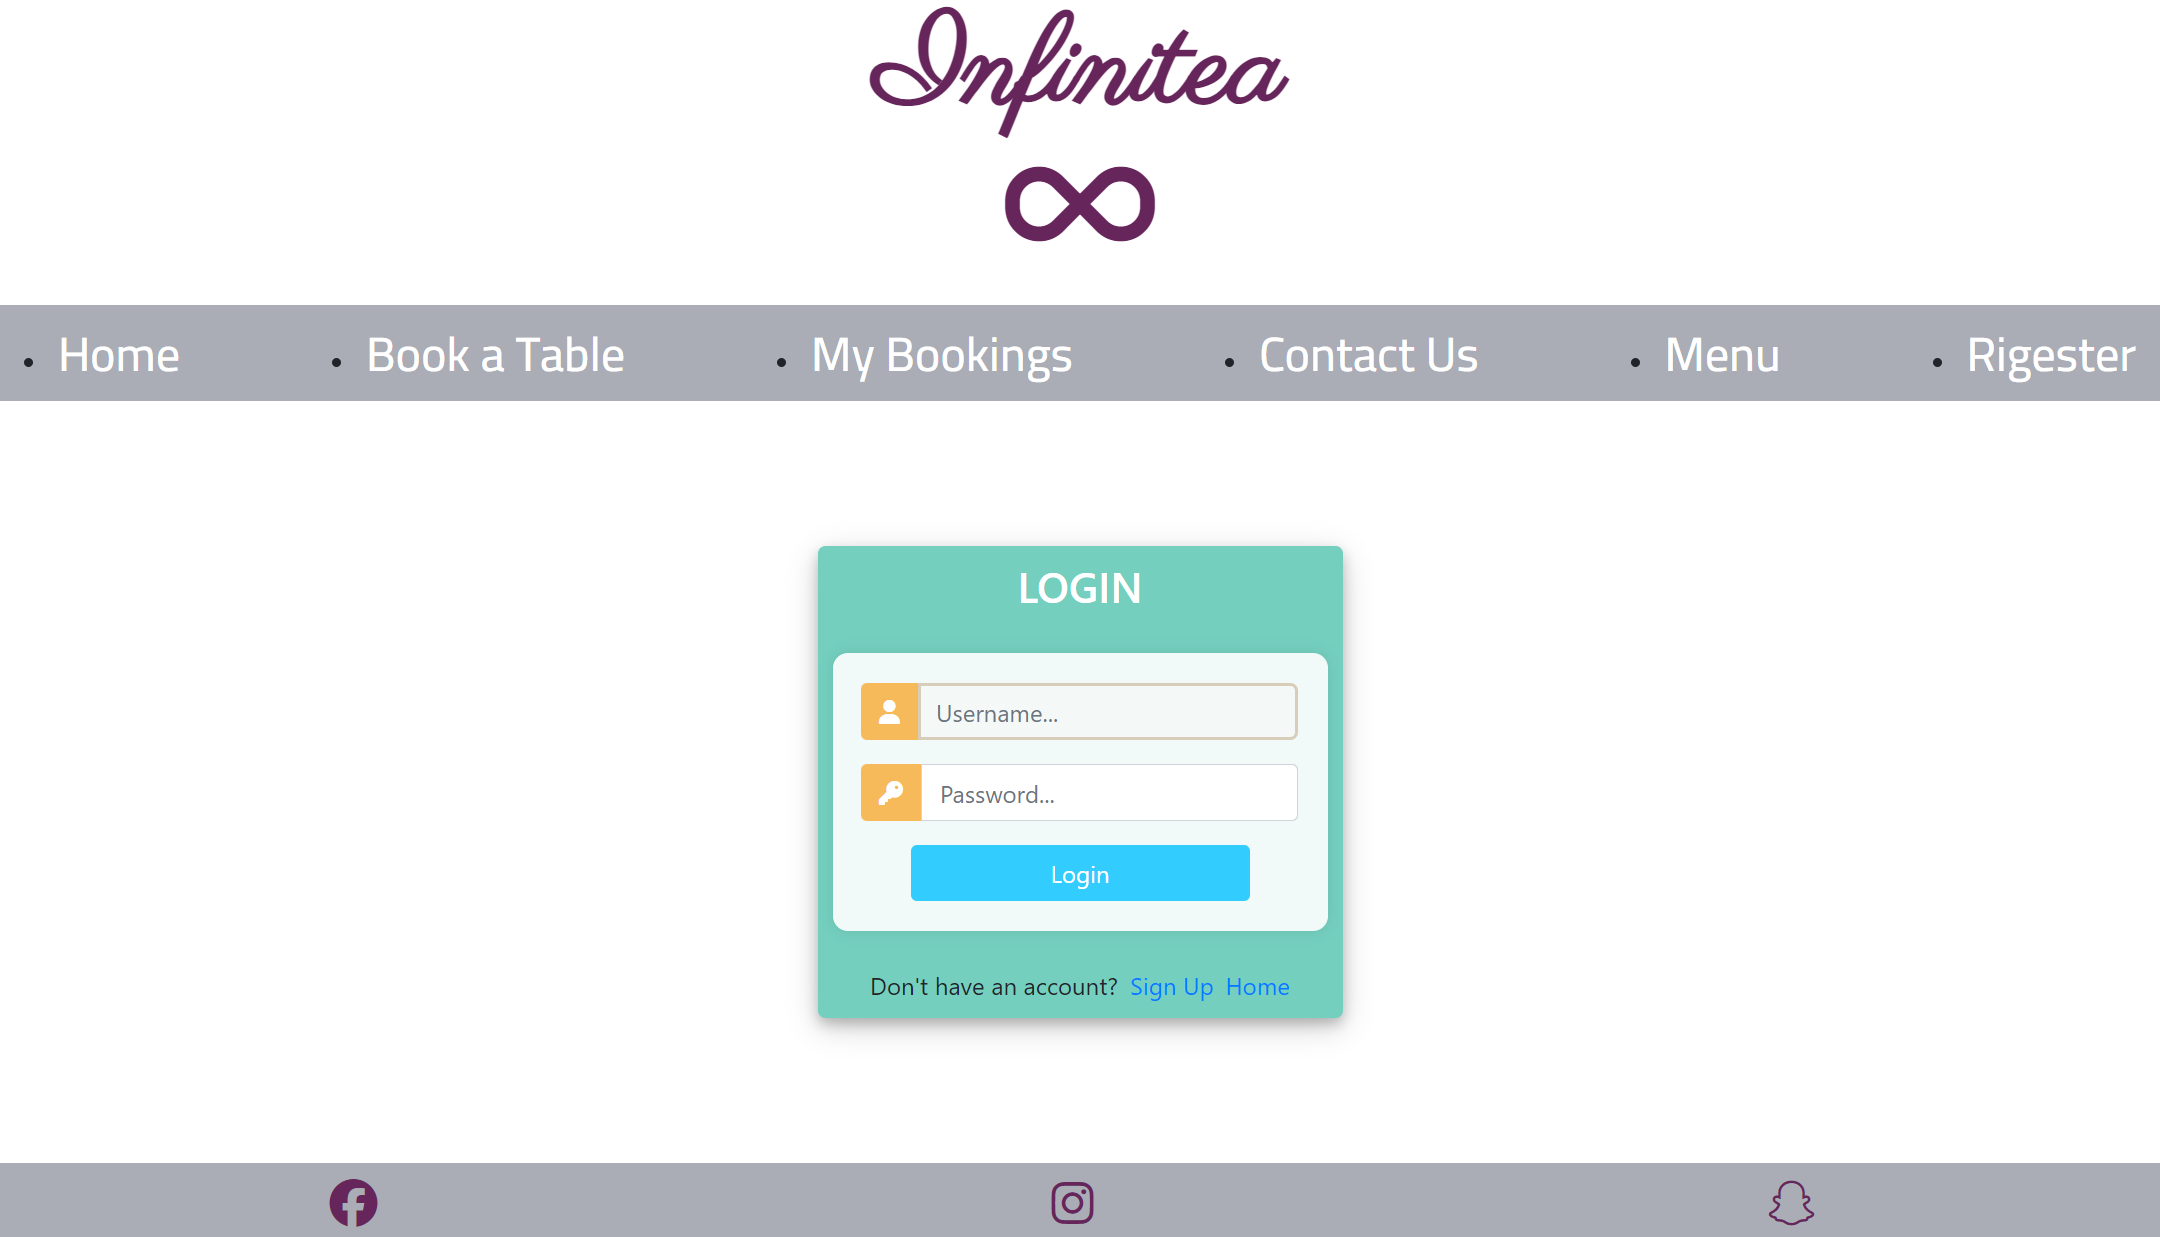 Infinitea
Home
Book a Table
My Bookings
Contact Us
Menu
Rigester
LOGIN
Username...
Password...
Login
Don't have an account? Sign Up Home